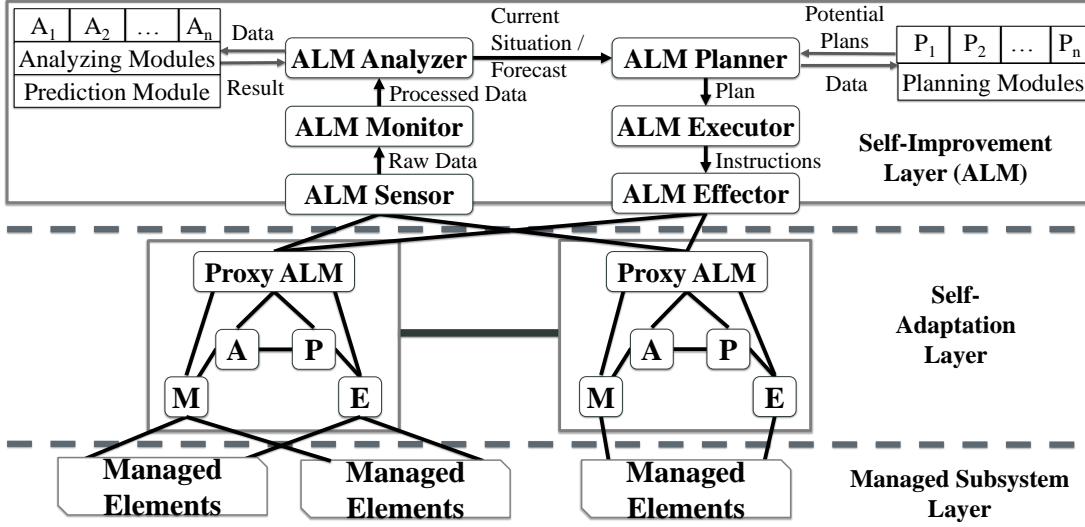 A1 A2 … An
Analyzing Modules
Prediction Module
Data
Result
ALM Analyzer
Current
Situation /
Forecast
ALM Planner
Potential
Plans
Data
P1 P2 … Pn
Planning Modules
Processed Data
Plan
ALM Monitor
ALM Executor
Raw Data
Instructions
ALM Sensor
ALM Effector
Self-Improvement
Layer (ALM)
Proxy ALM
A P
M E
Proxy ALM
A P
M E
Self-
Adaptation
Layer
Managed
Elements
Managed
Elements
Managed
Elements
Managed Subsystem
Layer